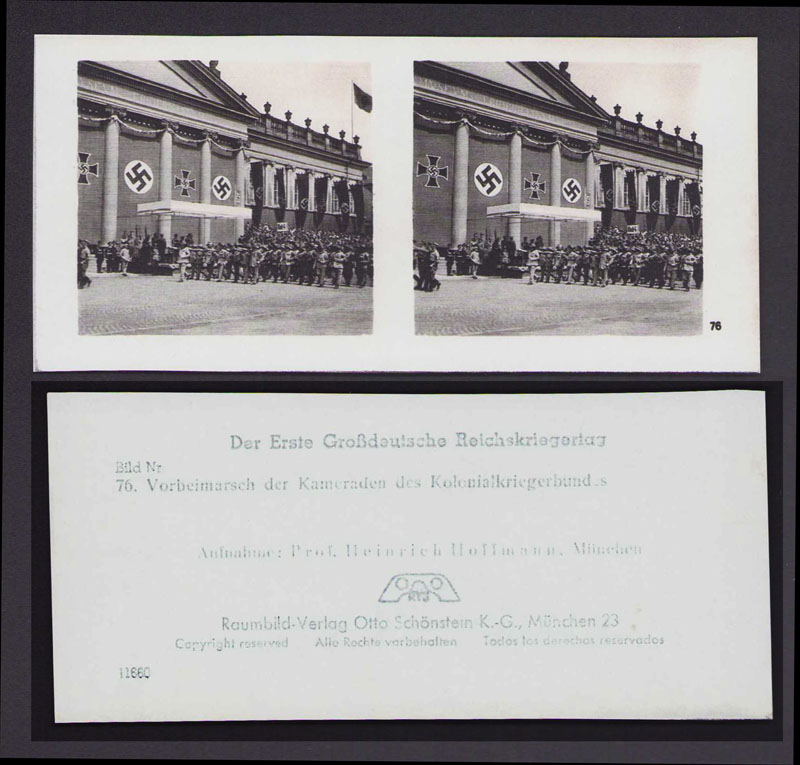 76
Der Erste Großdeutsche Reichskriegertag
Bild Nr.
76. Vorbeimarsch der Kameraden des Kolonialkriegerbundes
Aufnahme: Prof. Heinrich Hoffmann, München
RVS
Raumbild-Verlag Otto Schönstein K.-G., München 23
Copyright reserved Alle Rechte vorbehalten Todos los derechos reservados
11660